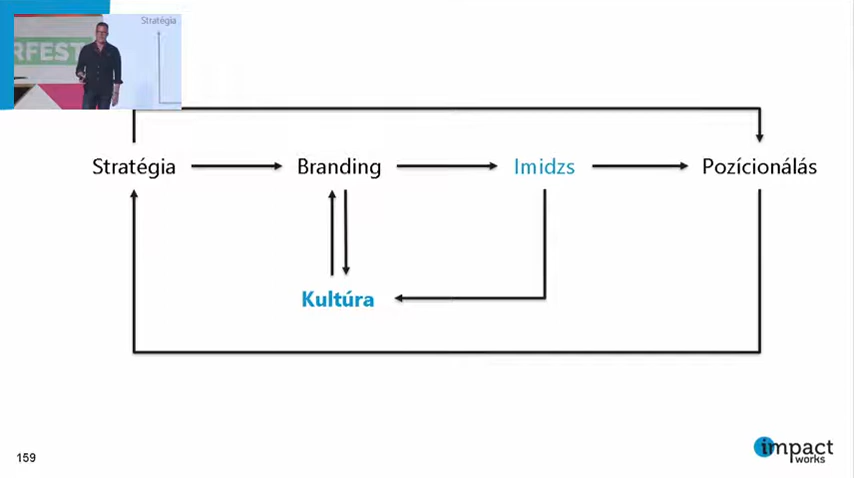 Stratégia
RFEST
Stratégia
Branding
Imidzs
Pozícionálás
Kultúra
159
impact
works